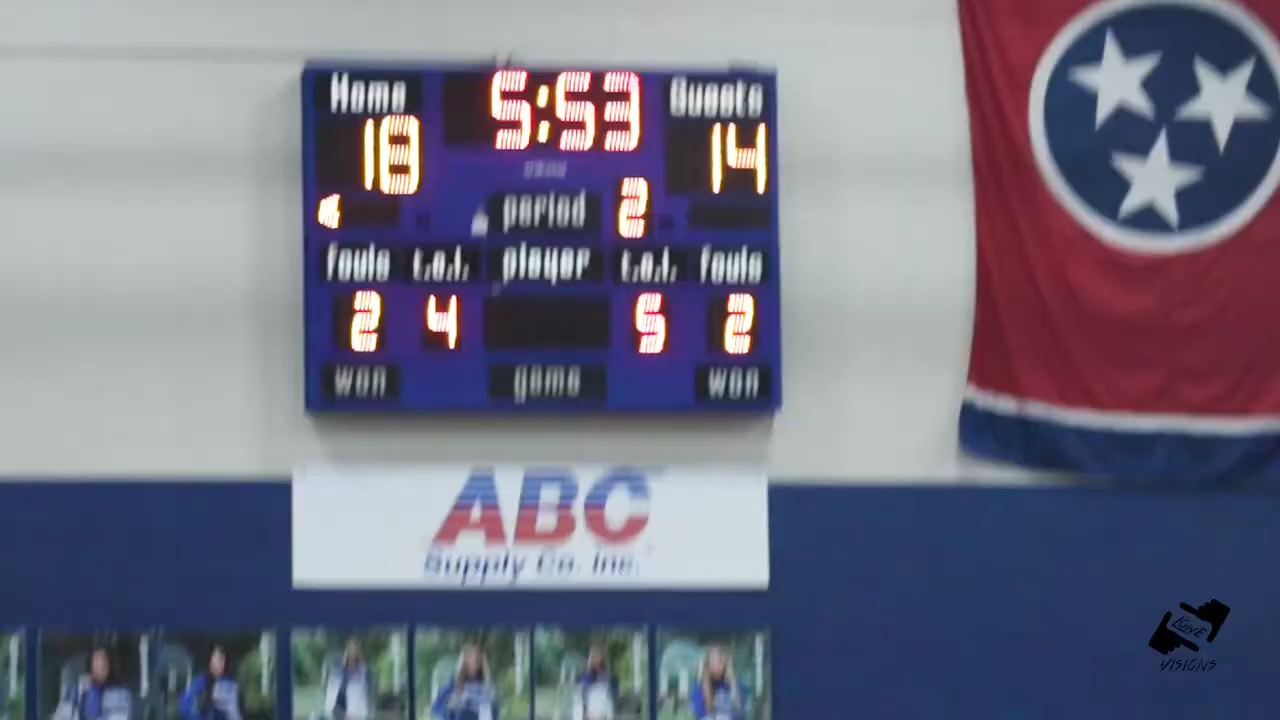 Home 5:53 Guests
18 14
period 2
fouls t.o.l. player t.o.l. fouls
2 4 5 2
won game won
ABC
Supply Co. Inc.
LONE
VISIONS